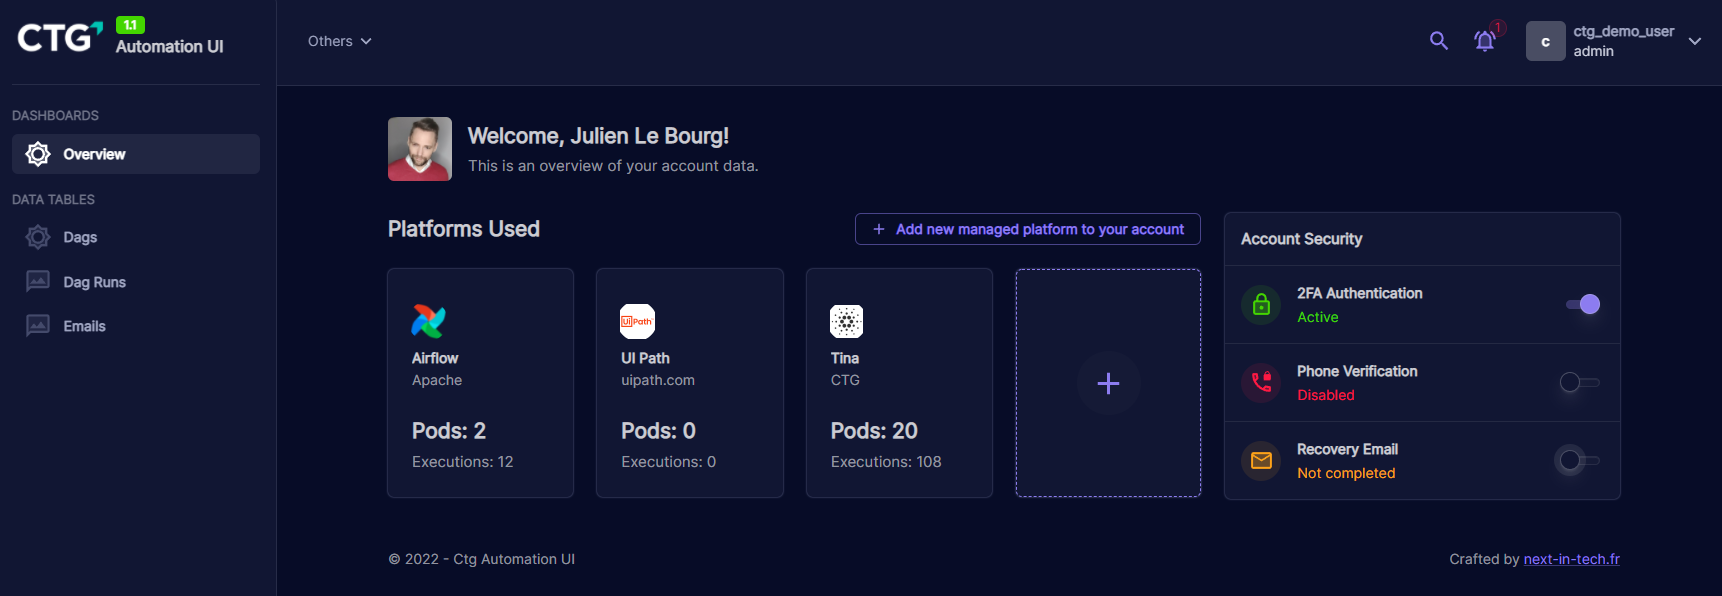 CTG
1.1
Automation UI
Others
1
c
ctg_demo_user
admin
DASHBOARDS
Overview
DATA TABLES
Dags
Dag Runs
Emails
Welcome, Julien Le Bourg!
This is an overview of your account data.
Platforms Used
+ Add new managed platform to your account
Airflow
Apache
Pods: 2
Executions: 12
Ui Path
UI Path
uipath.com
Pods: 0
Executions: 0
Tina
CTG
Pods: 20
Executions: 108
+
Account Security
2FA Authentication
Active
Phone Verification
Disabled
Recovery Email
Not completed
© 2022 - Ctg Automation UI
Crafted by next-in-tech.fr